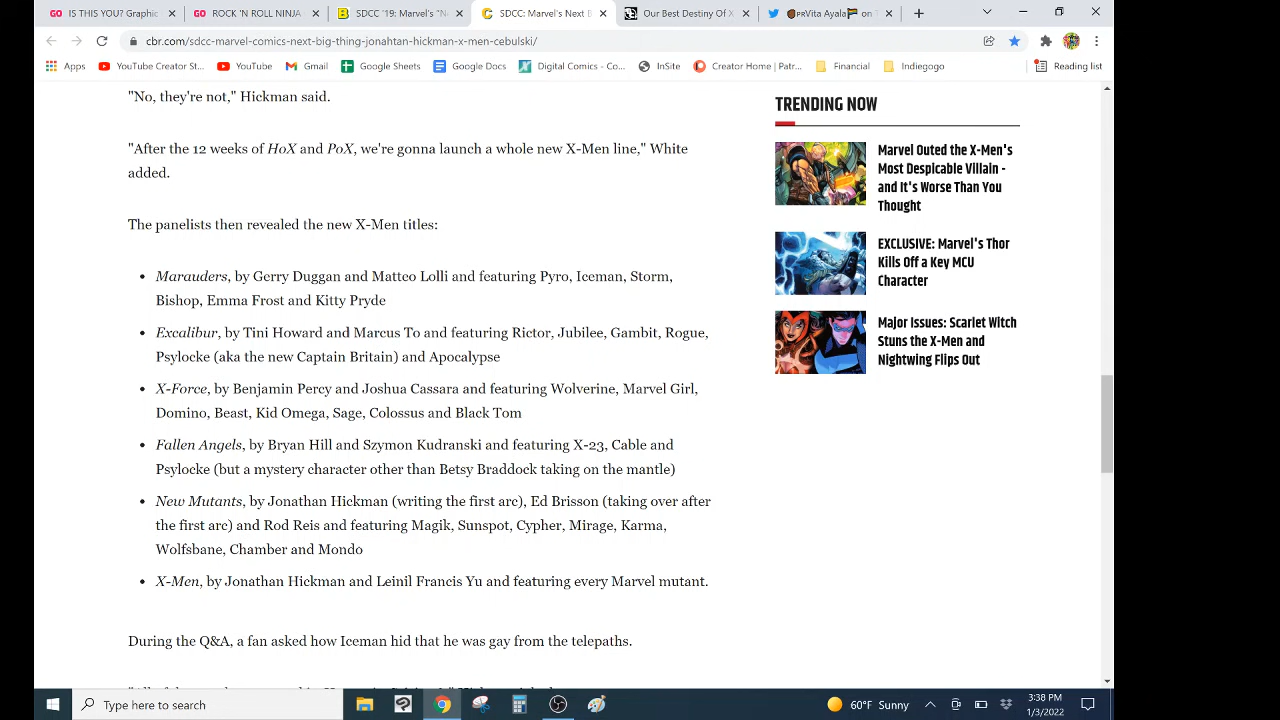 IS THIS YOU? Graphic
ROCK 'N ROLL NINJA
SDCC '19: Marvel's "Ne
SDCC: Marvel's Next B
Our Best Destiny Of X
Vita Ayala
on T
cbr.com/sdcc-marvel-comics-next-big-thing-jonahtan-hickman-x-men-cebulski/
Apps
YouTube Creator St...
YouTube
Gmail
Google Sheets
Google Docs
Digital Comics - Co...
InSite
Creator Home | Patr...
Financial
Indiegogo
Reading list
"No, they're not," Hickman said.
"After the 12 weeks of HoX and PoX, we're gonna launch a whole new X-Men line," White
added.
The panelists then revealed the new X-Men titles:
• Marauders, by Gerry Duggan and Matteo Lolli and featuring Pyro, Iceman, Storm,
Bishop, Emma Frost and Kitty Pryde
• Excalibur, by Tini Howard and Marcus To and featuring Rictor, Jubilee, Gambit, Rogue,
Psylocke (aka the new Captain Britain) and Apocalypse
• X-Force, by Benjamin Percy and Joshua Cassara and featuring Wolverine, Marvel Girl,
Domino, Beast, Kid Omega, Sage, Colossus and Black Tom
• Fallen Angels, by Bryan Hill and Szymon Kudranski and featuring X-23, Cable and
Psylocke (but a mystery character other than Betsy Braddock taking on the mantle)
• New Mutants, by Jonathan Hickman (writing the first arc), Ed Brisson (taking over after
the first arc) and Rod Reis and featuring Magik, Sunspot, Cypher, Mirage, Karma,
Wolfsbane, Chamber and Mondo
• X-Men, by Jonathan Hickman and Leinil Francis Yu and featuring every Marvel mutant.
During the Q&A, a fan asked how Iceman hid that he was gay from the telepaths.
TRENDING NOW
Marvel Outed the X-Men's
Most Despicable Villain -
and It's Worse Than You
Thought
EXCLUSIVE: Marvel's Thor
Kills Off a Key MCU
Character
Major Issues: Scarlet Witch
Stuns the X-Men and
Nightwing Flips Out
Type here to search
60°F Sunny
3:38 PM
1/3/2022